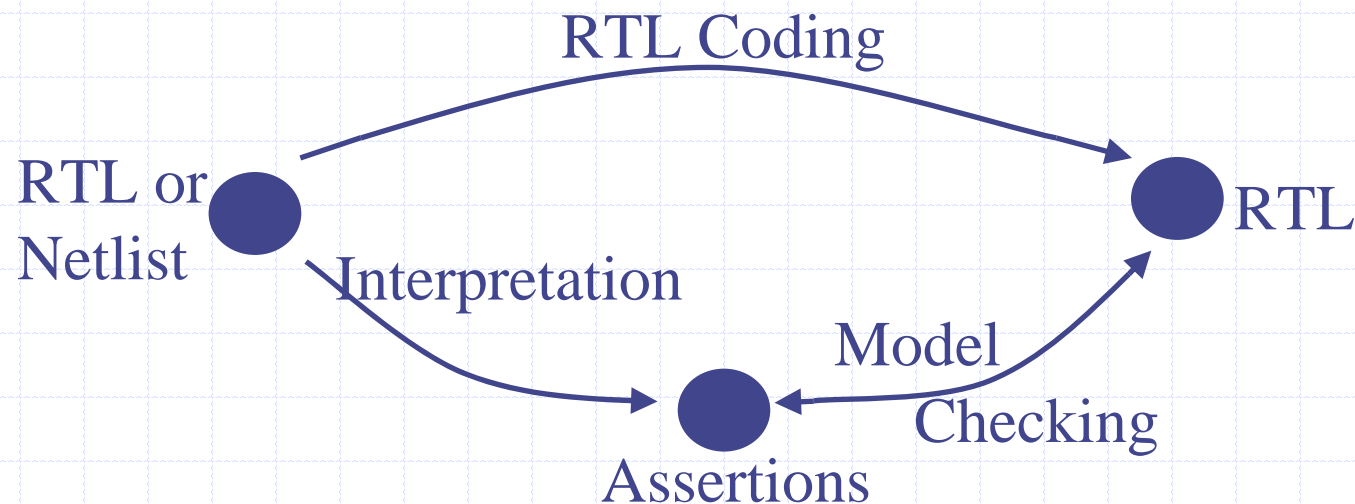 RTL Coding
RTL or
Netlist
RTL
Interpretation
Model
Checking
Assertions